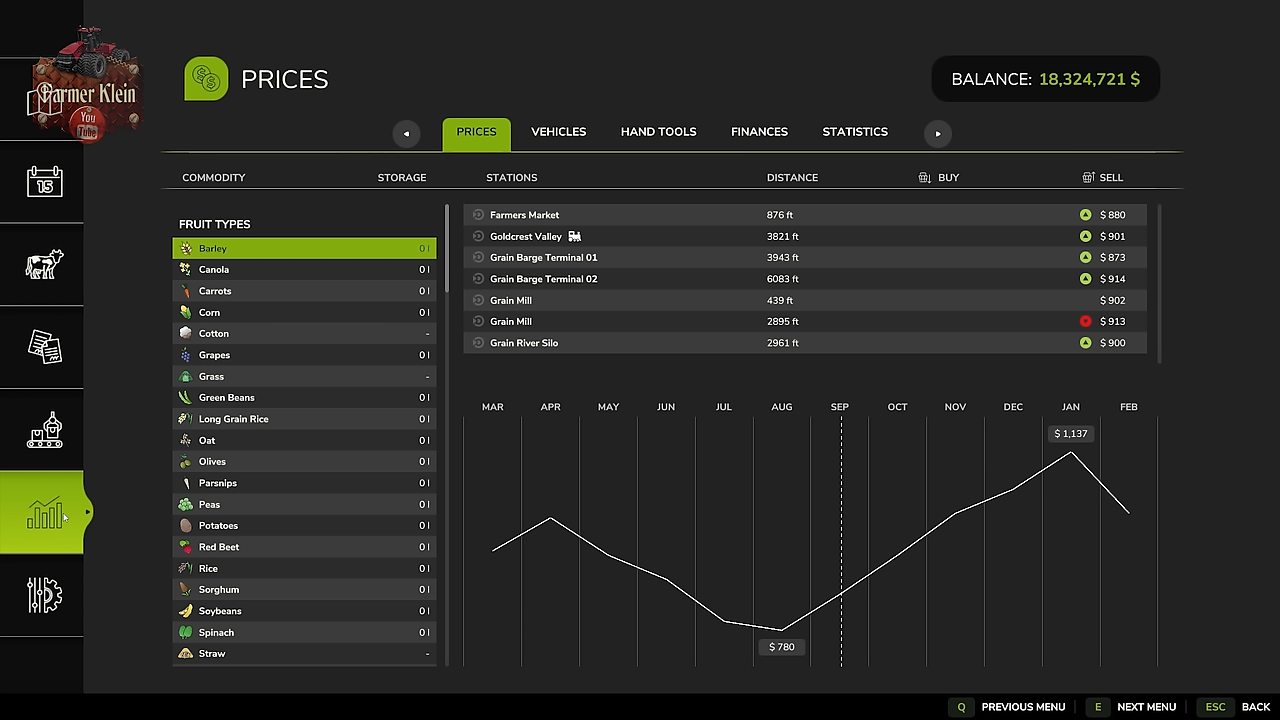 Farmer Klein
You
Tube
PRICES
BALANCE: 18,324,721 $
PRICES VEHICLES HAND TOOLS FINANCES STATISTICS
COMMODITY STORAGE STATIONS DISTANCE BUY SELL
15
FRUIT TYPES
Barley 0 l
Canola 0 l
Carrots 0 l
Corn 0 l
Cotton -
Grapes 0 l
Grass -
Green Beans 0 l
Long Grain Rice 0 l
Oat 0 l
Olives 0 l
Parsnips 0 l
Peas 0 l
Potatoes 0 l
Red Beet 0 l
Rice 0 l
Sorghum 0 l
Soybeans 0 l
Spinach 0 l
Straw -
Farmers Market 876 ft $ 880
Goldcrest Valley 3821 ft $ 901
Grain Barge Terminal 01 3943 ft $ 873
Grain Barge Terminal 02 6083 ft $ 914
Grain Mill 439 ft $ 902
Grain Mill 2895 ft $ 913
Grain River Silo 2961 ft $ 900
MAR APR MAY JUN JUL AUG SEP OCT NOV DEC JAN FEB
$ 1,137
$ 780
Q PREVIOUS MENU E NEXT MENU ESC BACK